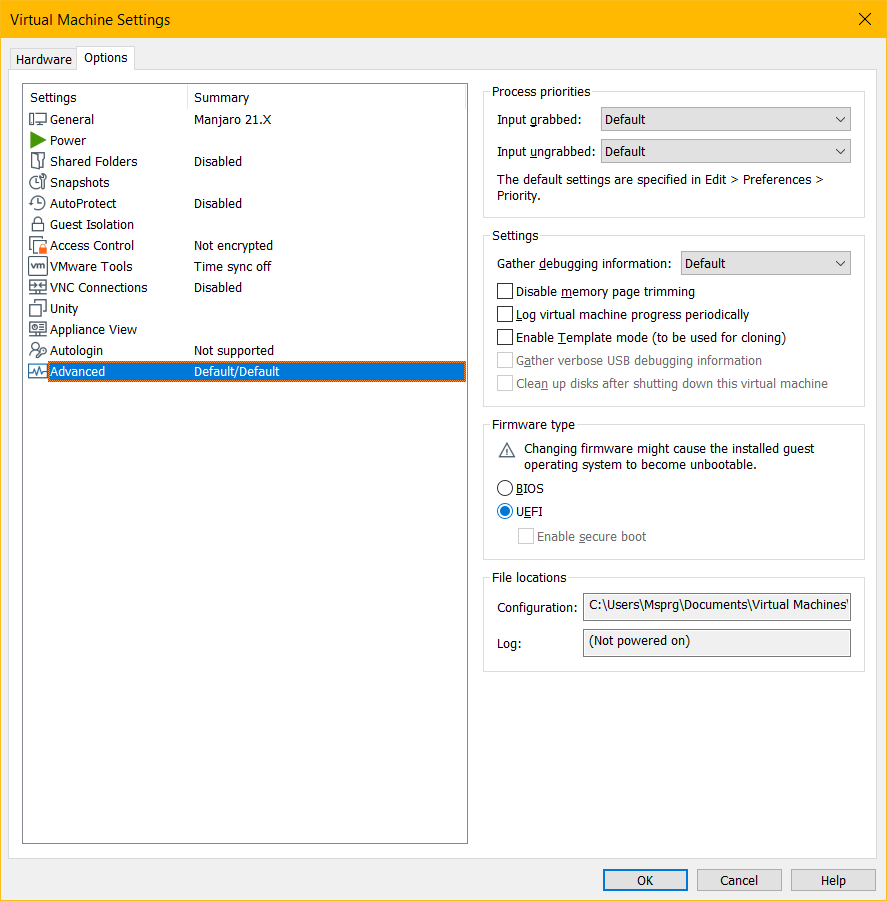 Virtual Machine Settings
Hardware
Options
Settings Summary
General Manjaro 21.X
Power
Shared Folders Disabled
Snapshots
AutoProtect Disabled
Guest Isolation
Access Control Not encrypted
vm VMware Tools Time sync off
VNC Connections Disabled
Unity
Appliance View
Autologin Not supported
Advanced Default/Default
Process priorities
Input grabbed: Default
Input ungrabbed: Default
The default settings are specified in Edit > Preferences >
Priority.
Settings
Gather debugging information: Default
Disable memory page trimming
Log virtual machine progress periodically
Enable Template mode (to be used for cloning)
Gather verbose USB debugging information
Clean up disks after shutting down this virtual machine
Firmware type
Changing firmware might cause the installed guest
operating system to become unbootable.
BIOS
UEFI
Enable secure boot
File locations
Configuration: C:\Users\Msprg\Documents\Virtual Machines\
Log: (Not powered on)
OK Cancel Help